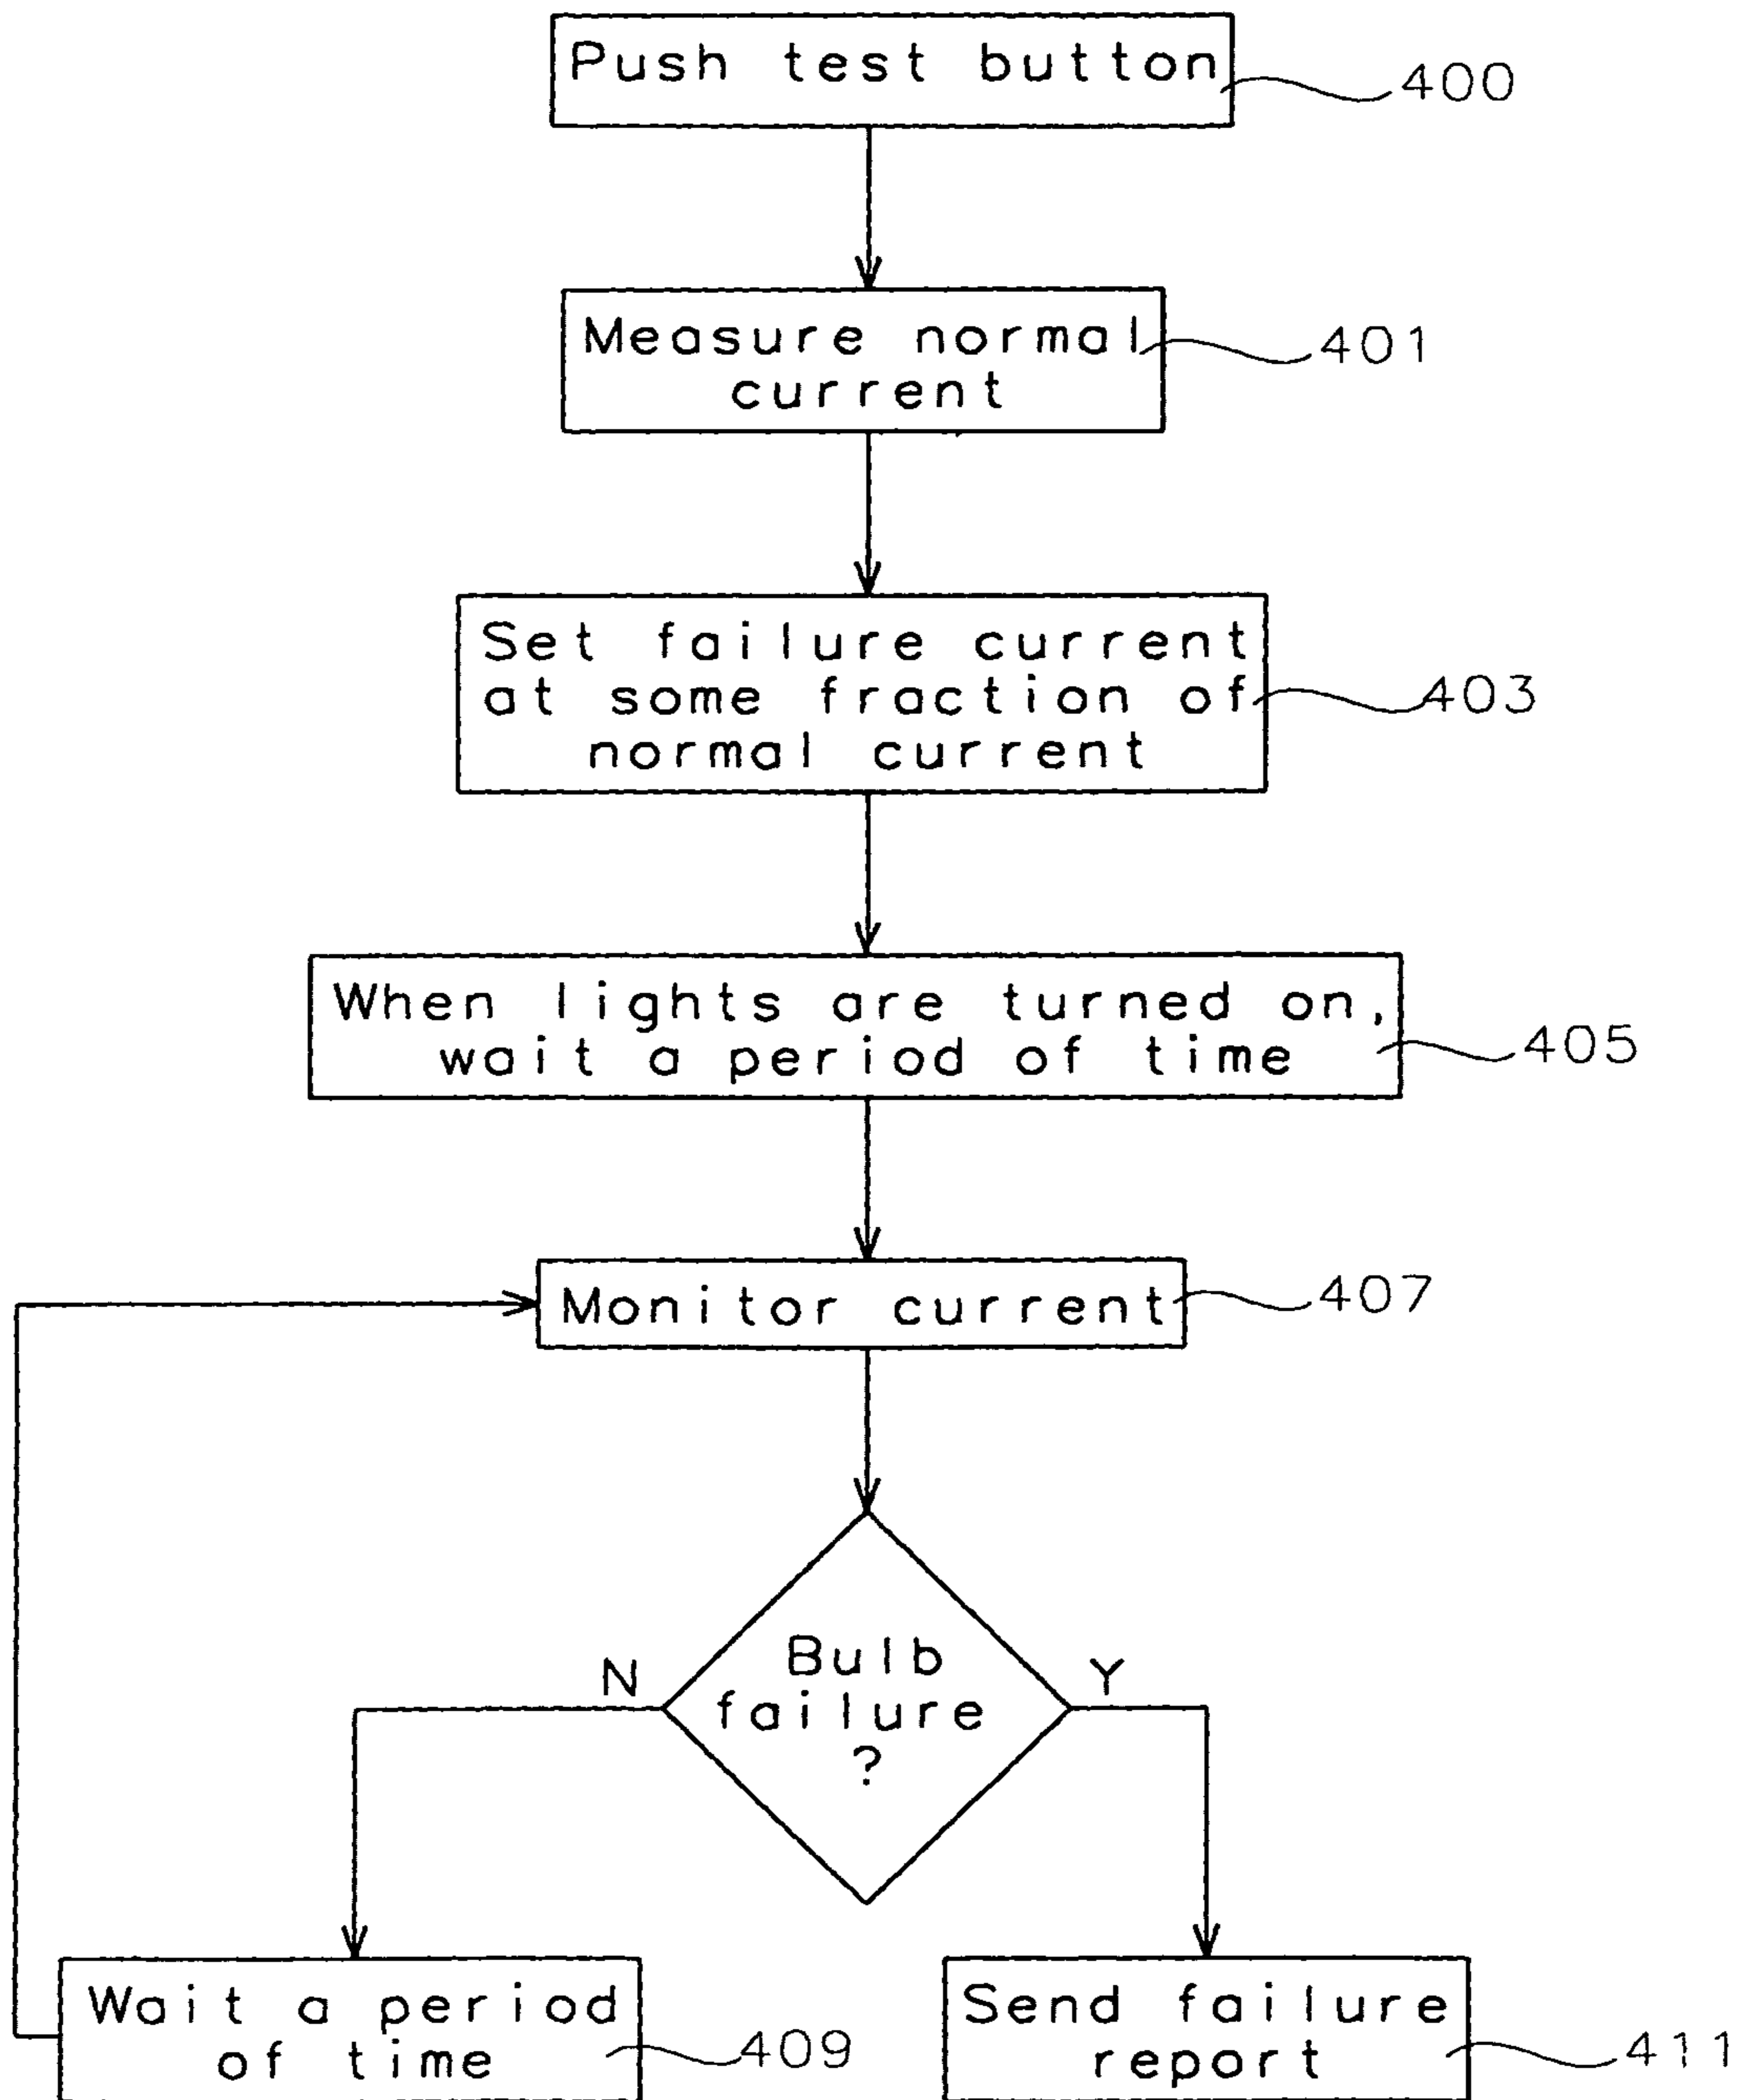 Push test button
400
Measure normal
current
401
Set failure current
at some fraction of
normal current
403
When lights are turned on,
wait a period of time
405
Monitor current
407
Bulb
failure
?
N
Y
Wait a period
of time
409
Send failure
report
411